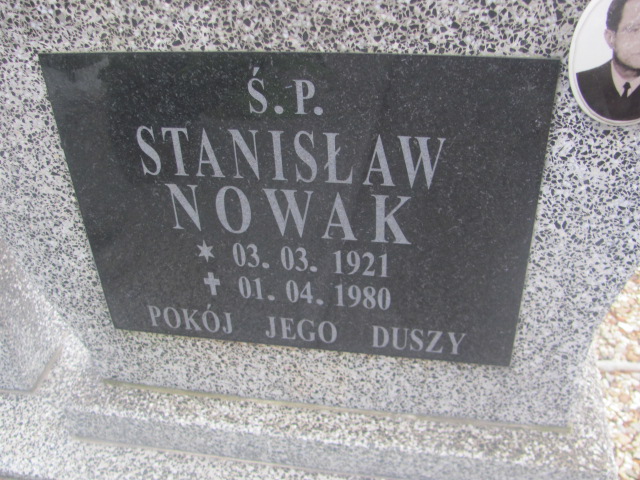 Ś.P.
STANISŁAW
NOWAK
* 03. 03. 1921
✝ 01. 04. 1980
POKÓJ JEGO DUSZY